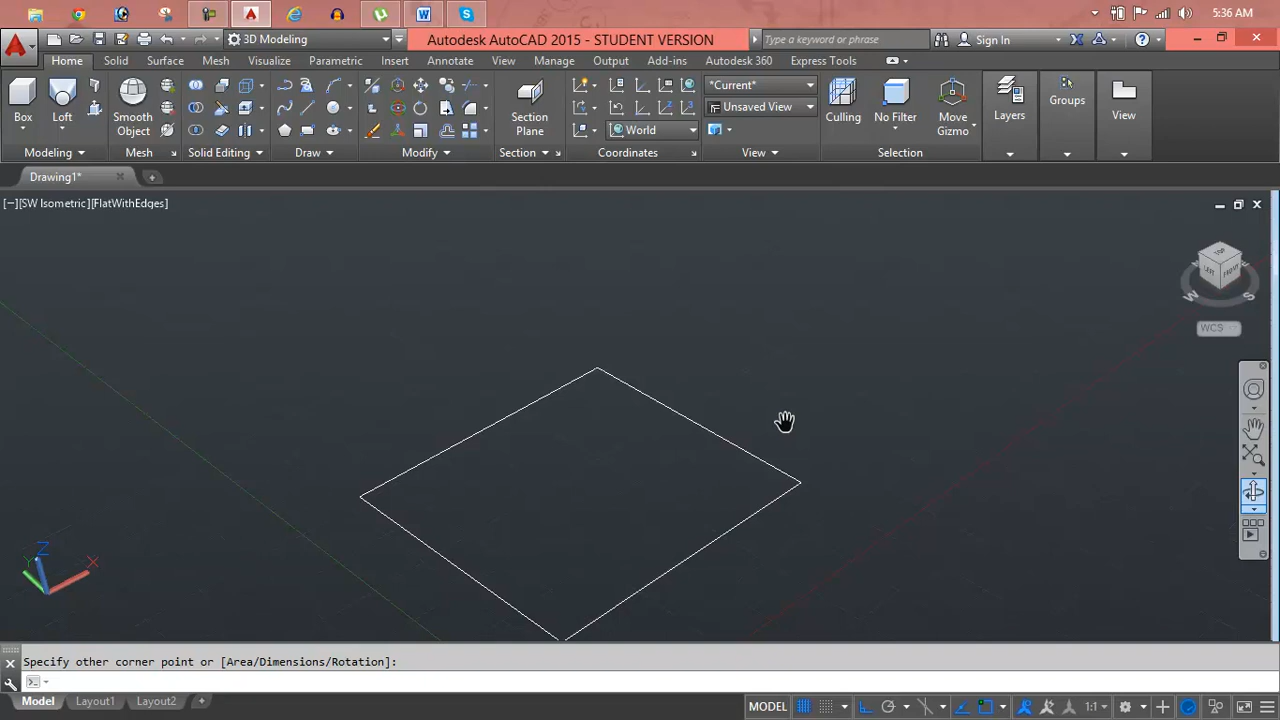 5:36 AM
3D Modeling
Autodesk AutoCAD 2015 - STUDENT VERSION
Type a keyword or phrase
Sign In
Home Solid Surface Mesh Visualize Parametric Insert Annotate View Manage Output Add-ins Autodesk 360 Express Tools
Box
Loft
Smooth Object
Section Plane
*Current*
Unsaved View
World
Culling
No Filter
Move Gizmo
Layers
Groups
View
Modeling Mesh Solid Editing Draw Modify Section Coordinates View Selection
Drawing1*
[−][SW Isometric][FlatWithEdges]
TOP
LEFT
FRONT
W
S
WCS
Z
X
Specify other corner point or [Area/Dimensions/Rotation]:
Model Layout1 Layout2
MODEL
1:1